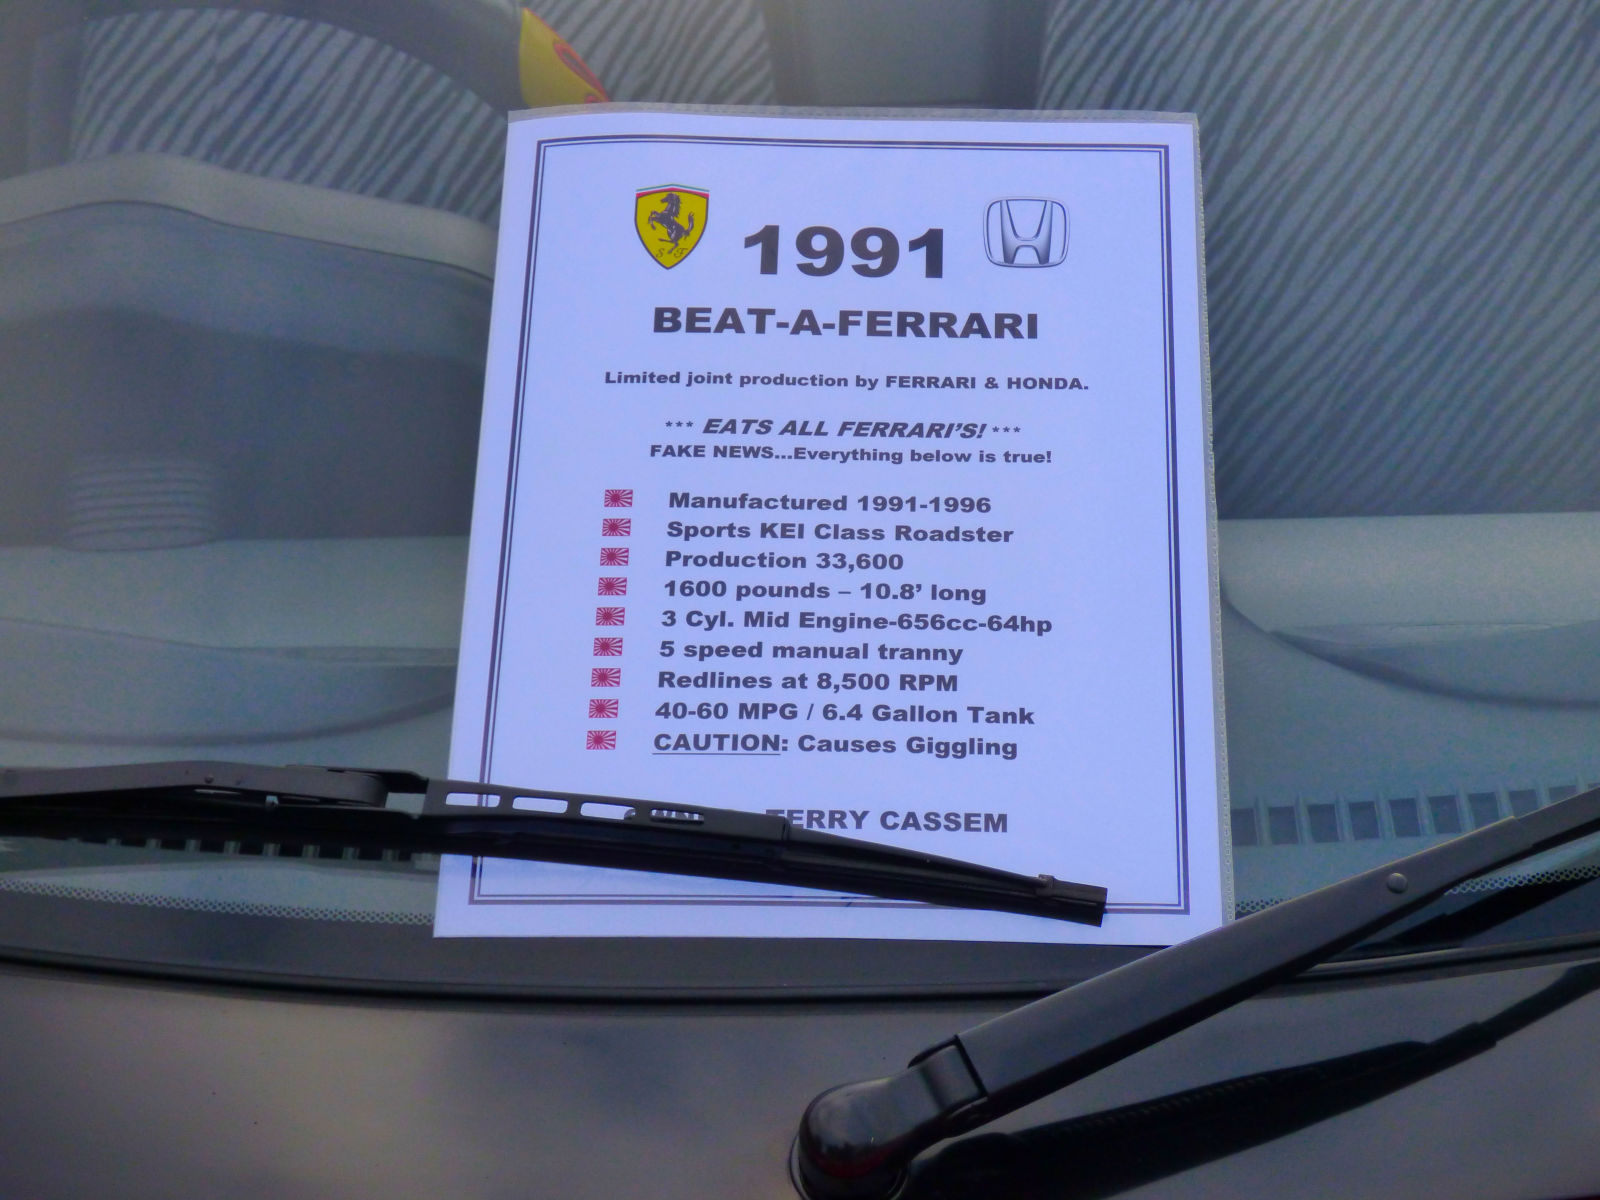 1991
BEAT-A-FERRARI
Limited joint production by FERRARI & HONDA.
*** EATS ALL FERRARI'S! ***
FAKE NEWS...Everything below is true!
Manufactured 1991-1996
Sports KEI Class Roadster
Production 33,600
1600 pounds – 10.8' long
3 Cyl. Mid Engine-656cc-64hp
5 speed manual tranny
Redlines at 8,500 RPM
40-60 MPG / 6.4 Gallon Tank
CAUTION: Causes Giggling
CASSEM